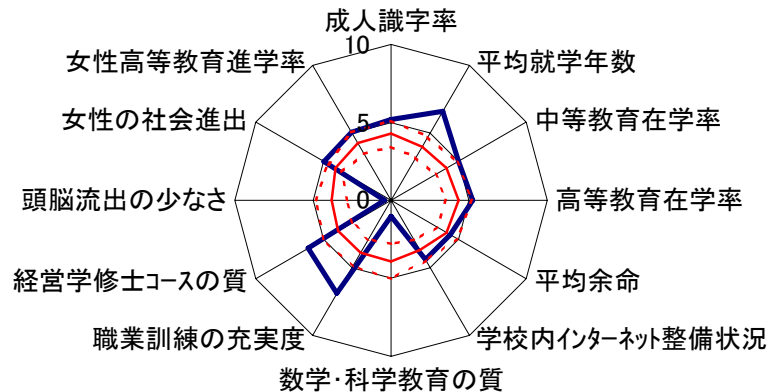 成人識字率
10
女性高等教育進学率
平均就学年数
5
女性の社会進出
中等教育在学率
頭脳流出の少なさ
0
高等教育在学率
経営学修士コースの質
平均余命
職業訓練の充実度
学校内インターネット整備状況
数学・科学教育の質